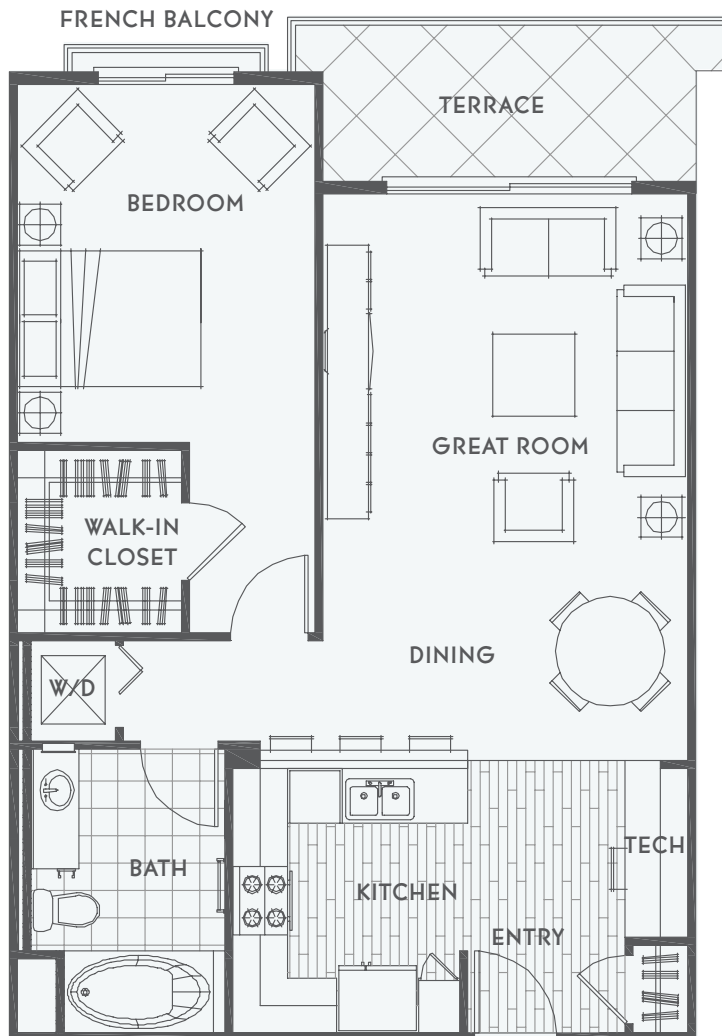 FRENCH BALCONY
TERRACE
BEDROOM
GREAT ROOM
WALK-IN
CLOSET
DINING
W/D
TECH
BATH
KITCHEN
ENTRY